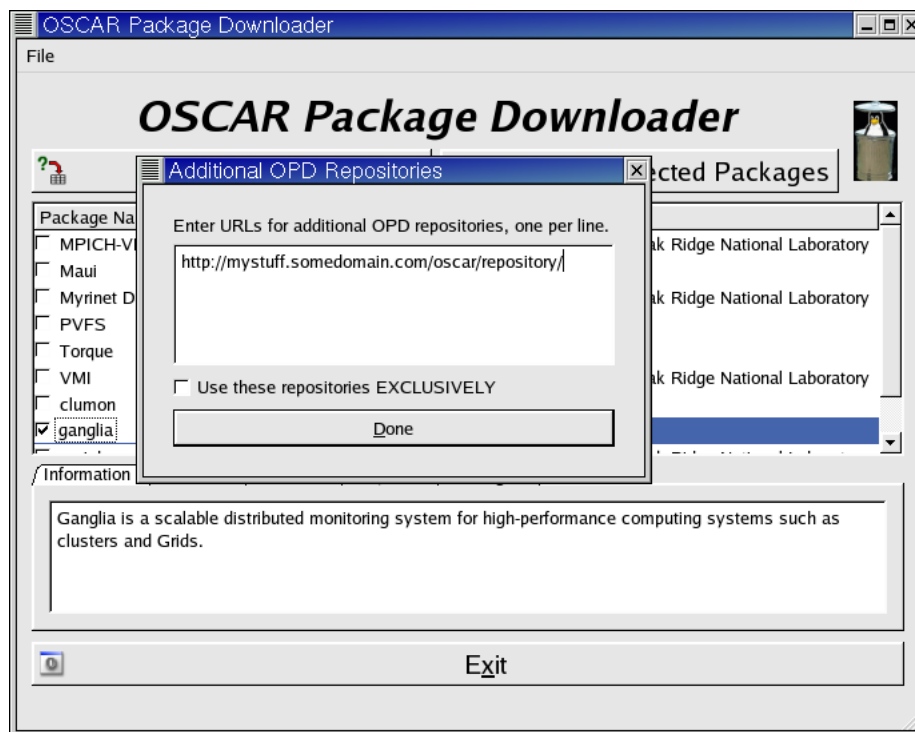 OSCAR Package Downloader
File
OSCAR Package Downloader
ected Packages
Additional OPD Repositories
Enter URLs for additional OPD repositories, one per line.
http://mystuff.somedomain.com/oscar/repository/
Use these repositories EXCLUSIVELY
Done
Package Na
MPICH-VI
ak Ridge National Laboratory
Maui
Myrinet D
ak Ridge National Laboratory
PVFS
Torque
VMI
ak Ridge National Laboratory
clumon
ganglia
Information
Ganglia is a scalable distributed monitoring system for high-performance computing systems such as
clusters and Grids.
Exit